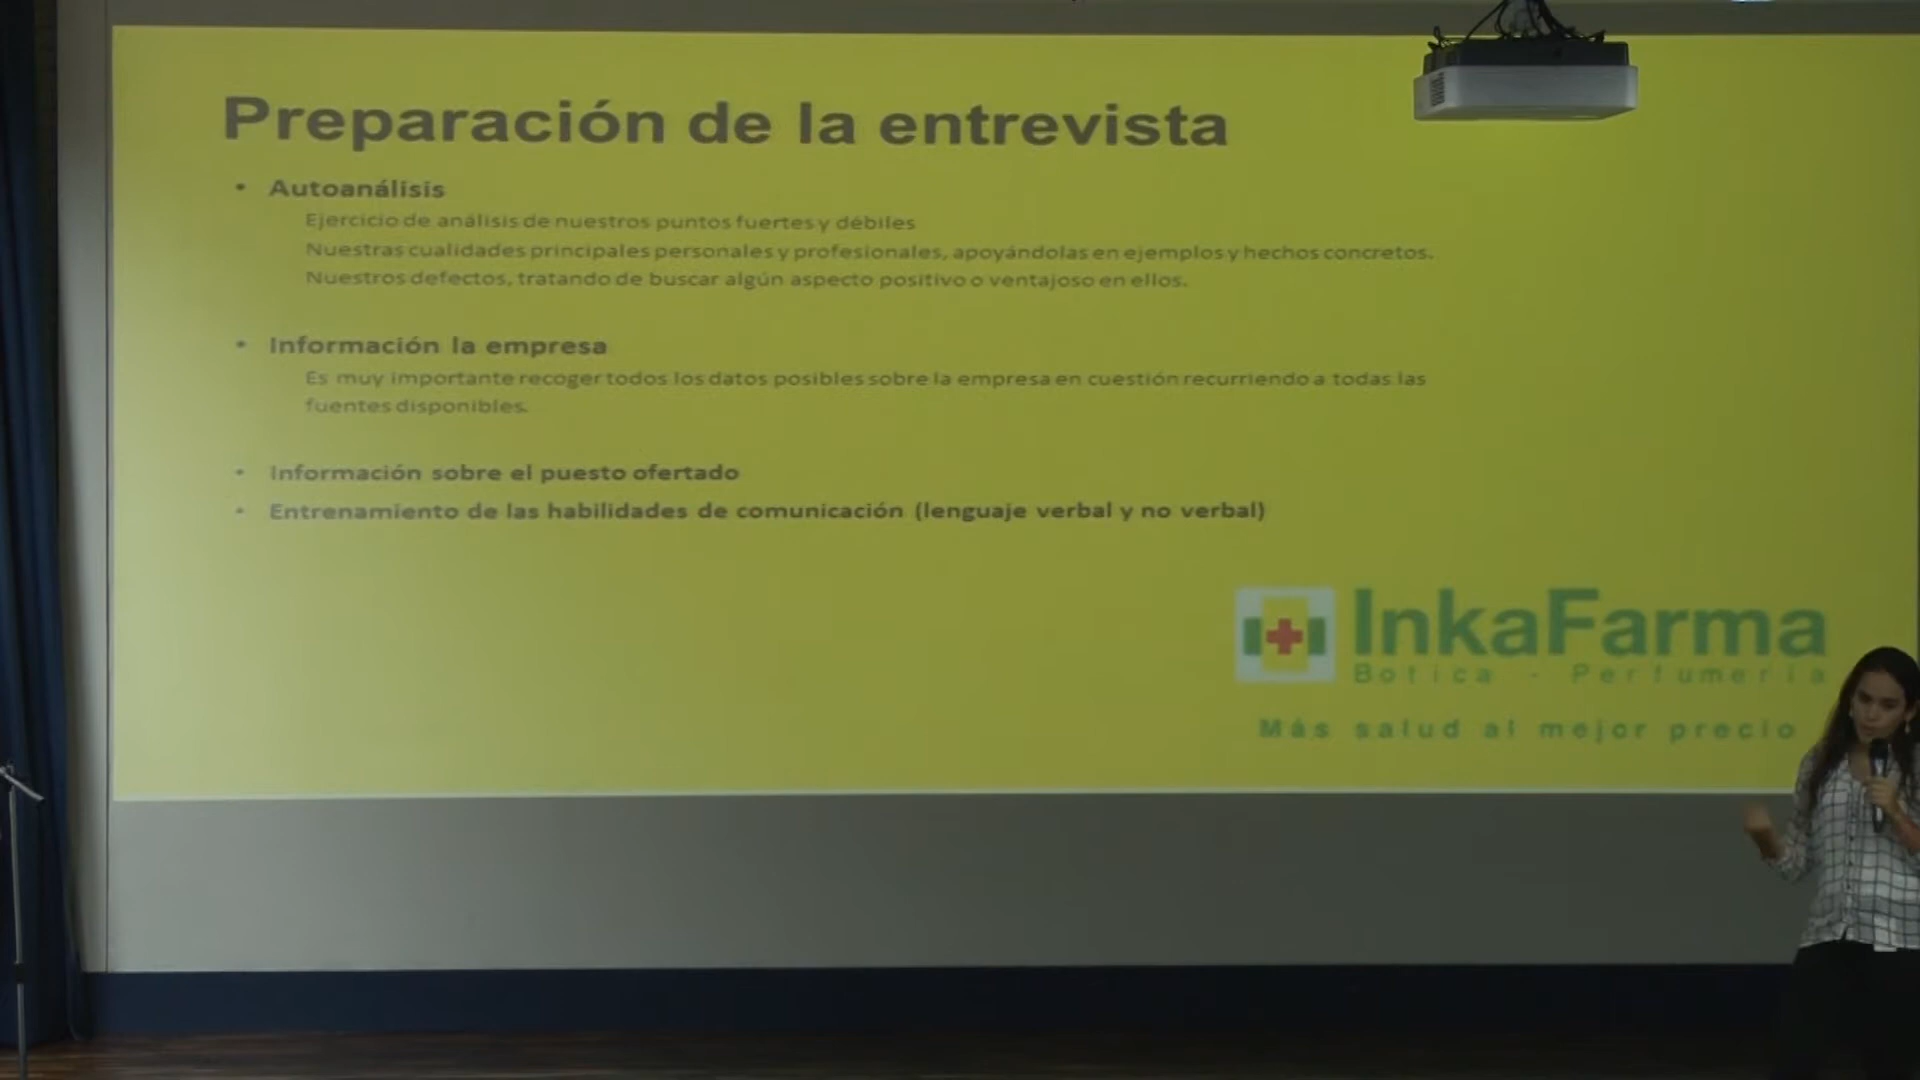 Preparación de la entrevista
• Autoanálisis
Ejercicio de análisis de nuestros puntos fuertes y débiles
Nuestras cualidades principales personales y profesionales, apoyándolas en ejemplos y hechos concretos.
Nuestros defectos, tratando de buscar algún aspecto positivo o ventajoso en ellos.
• Información la empresa
Es muy importante recoger todos los datos posibles sobre la empresa en cuestión recurriendo a todas las
fuentes disponibles.
• Información sobre el puesto ofertado
• Entrenamiento de las habilidades de comunicación (lenguaje verbal y no verbal)
InkaFarma
Botica - Perfumería
Más salud al mejor precio